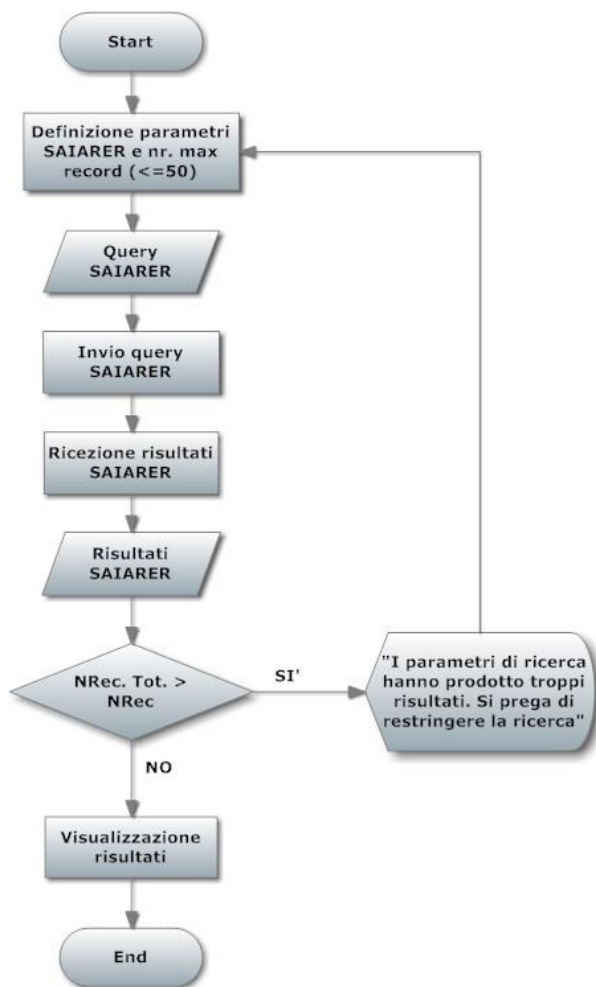 Start
Definizione parametri
SAIARER e nr. max
record (<=50)
Query
SAIARER
Invio query
SAIARER
Ricezione risultati
SAIARER
Risultati
SAIARER
NRec. Tot. >
NRec
SI'
"I parametri di ricerca
hanno prodotto troppi
risultati. Si prega di
restringere la ricerca"
NO
Visualizzazione
risultati
End